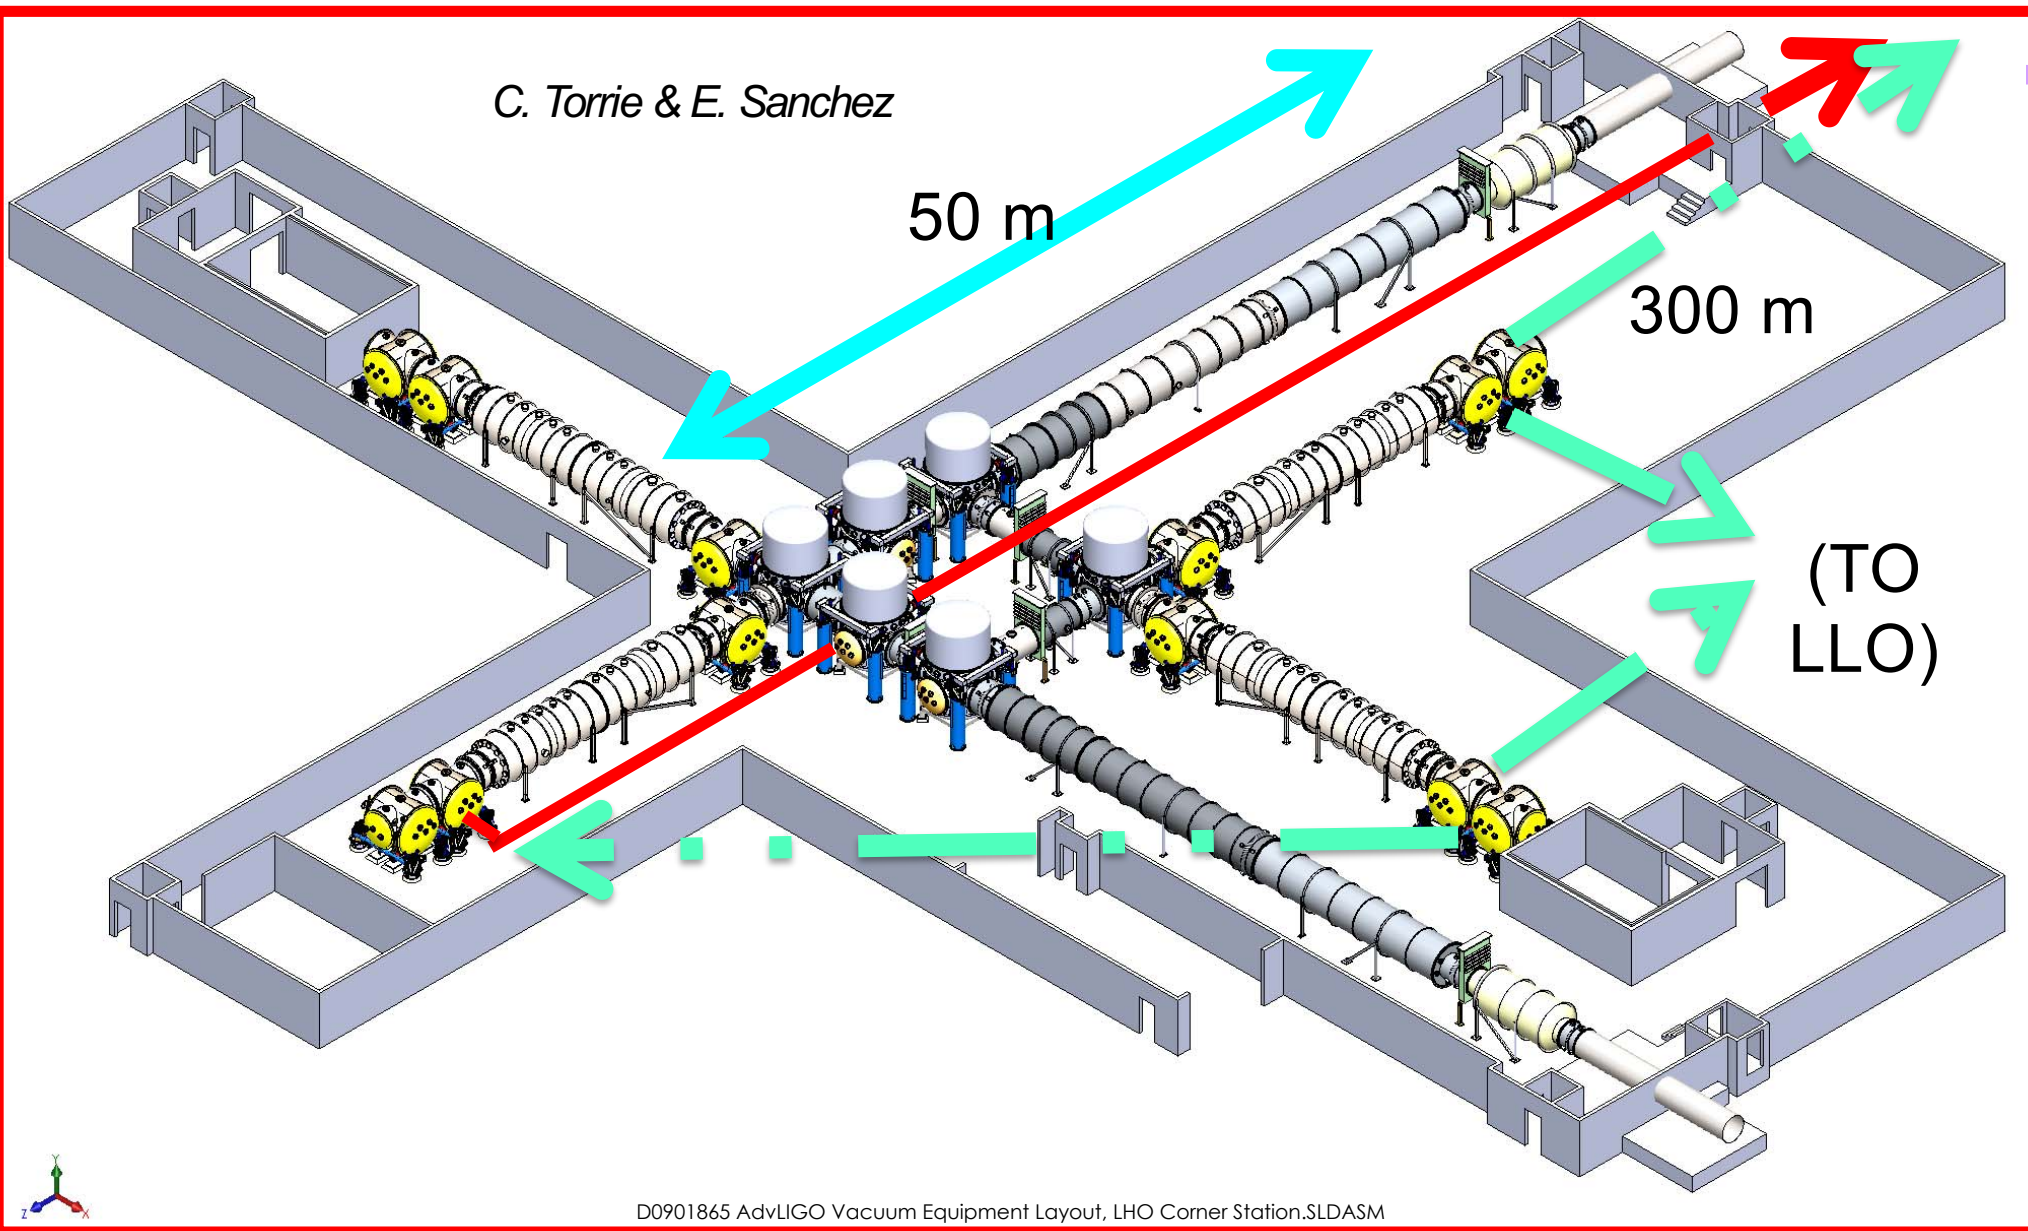 C. Torrie & E. Sanchez
50 m
300 m
(TO
LLO)
Y
Z
X
D0901865 AdvLIGO Vacuum Equipment Layout, LHO Corner Station.SLDASM